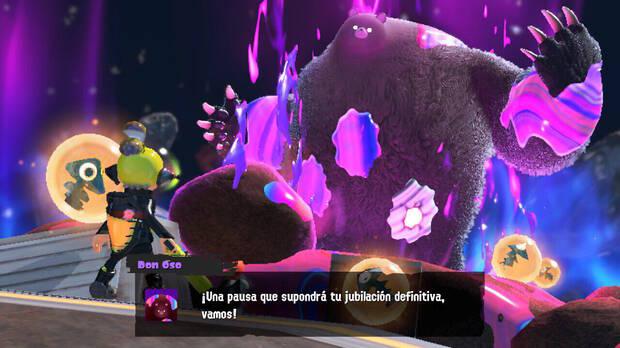 Don Oso
¡Una pausa que supondrá tu jubilación definitiva,
vamos!